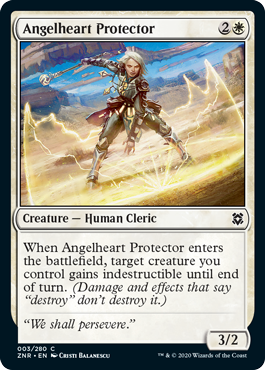 Angelheart Protector 2
Creature — Human Cleric
When Angelheart Protector enters
the battlefield, target creature you
control gains indestructible until end
of turn. (Damage and effects that say
“destroy” don’t destroy it.)
“We shall persevere.”
3/2
003/280 C
ZNR • EN CRISTI BALANESCU
™ & © 2020 Wizards of the Coast